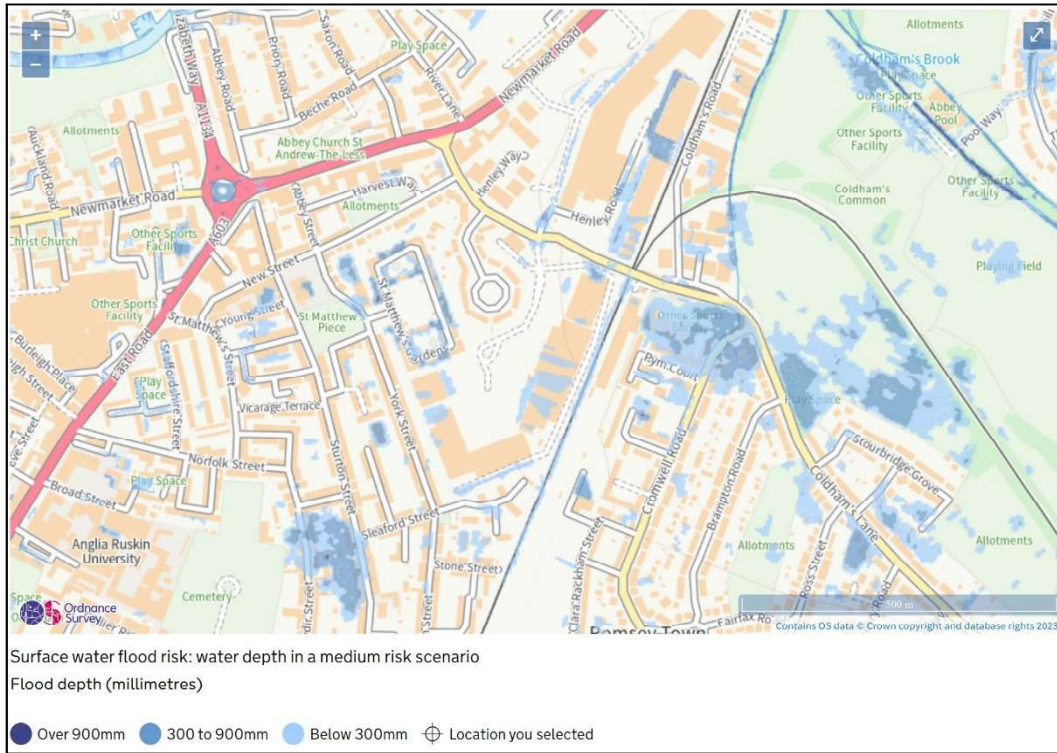 +
−
Elizabeth Way
A1134
Abbey Road
Priory Road
Saxon Road
Play Space
Beche Road
River Lane
Newmarket Road
Allotments
Coldham's Brook
Play Space
Other Sports
Facility
Abbey
Pool
Pool Way
Allotments
Auckland Road
Abbey Church St
Andrew-The-Less
Coldham's Road
Other Sports
Facility
Other Sports
Facility
Newmarket Road
Harvest Way
Allotments
Henley Way
Henley Road
Coldham's
Common
Abbey Street
Christ Church
Other Sports
Facility
A603
New Street
Playing Field
Other Sports
Facility
Young Street
St Matthew
Piece
St Matthew's Gardens
Other Sports
Facility
St Matthew's Street
East Road
Burleigh Place
Burleigh Street
Play
Space
Staffordshire Street
Vicarage Terrace
York Street
Pym Court
Play Space
Norfolk Street
Sturton Street
Cromwell Road
Brampton Road
Stourbridge Grove
Coldham's Lane
Broad Street
Play Space
Sleaford Street
Anglia Ruskin
University
Stone Street
Allotments
Ross Street
Allotments
Cemetery
Clara Rackham Street
Space
Ordnance
Survey
500 m
Fairfax Ro
Romsey Town
Contains OS data © Crown copyright and database rights 2023
Surface water flood risk: water depth in a medium risk scenario
Flood depth (millimetres)
Over 900mm 300 to 900mm Below 300mm Location you selected